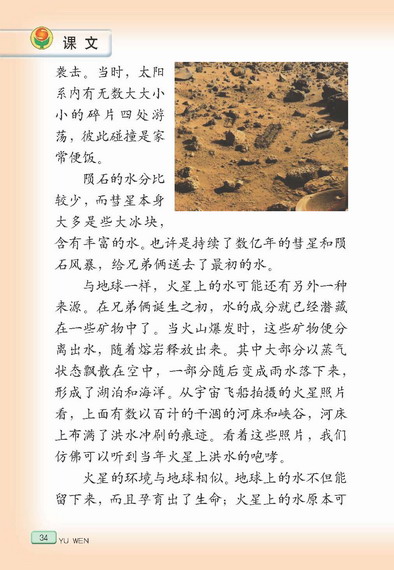 课文
袭击。当时，太阳
系内有无数大大小
小的碎片四处游
荡，彼此碰撞是家
常便饭。
陨石的水分比
较少，而彗星本身
大多是些大冰块，
含有丰富的水。也许是持续了数亿年的彗星和陨
石风暴，给兄弟俩送去了最初的水。
与地球一样，火星上的水可能还有另外一种
来源。在兄弟俩诞生之初，水的成分就已经潜藏
在一些矿物中了。当火山爆发时，这些矿物便分
离出水，随着熔岩释放出来。其中大部分以蒸气
状态飘散在空中，一部分随后变成雨水落下来，
形成了湖泊和海洋。从宇宙飞船拍摄的火星照片
看，上面有数以百计的干涸的河床和峡谷，河床
上布满了洪水冲刷的痕迹。看着这些照片，我们
仿佛可以听到当年火星上洪水的咆哮。
火星的环境与地球相似。地球上的水不但能
留下来，而且孕育出了生命；火星上的水原本可
34 YU WEN